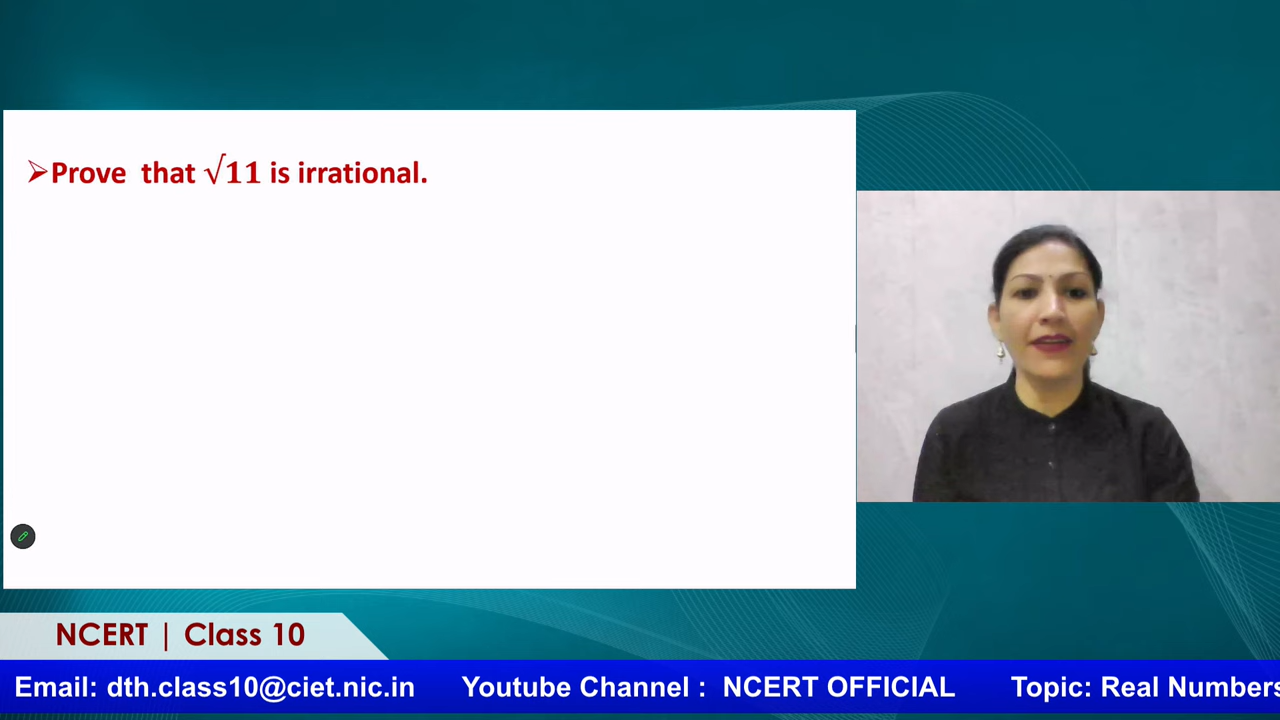 ➢Prove that √11 is irrational.
NCERT | Class 10
Email: dth.class10@ciet.nic.in Youtube Channel : NCERT OFFICIAL Topic: Real Numbers